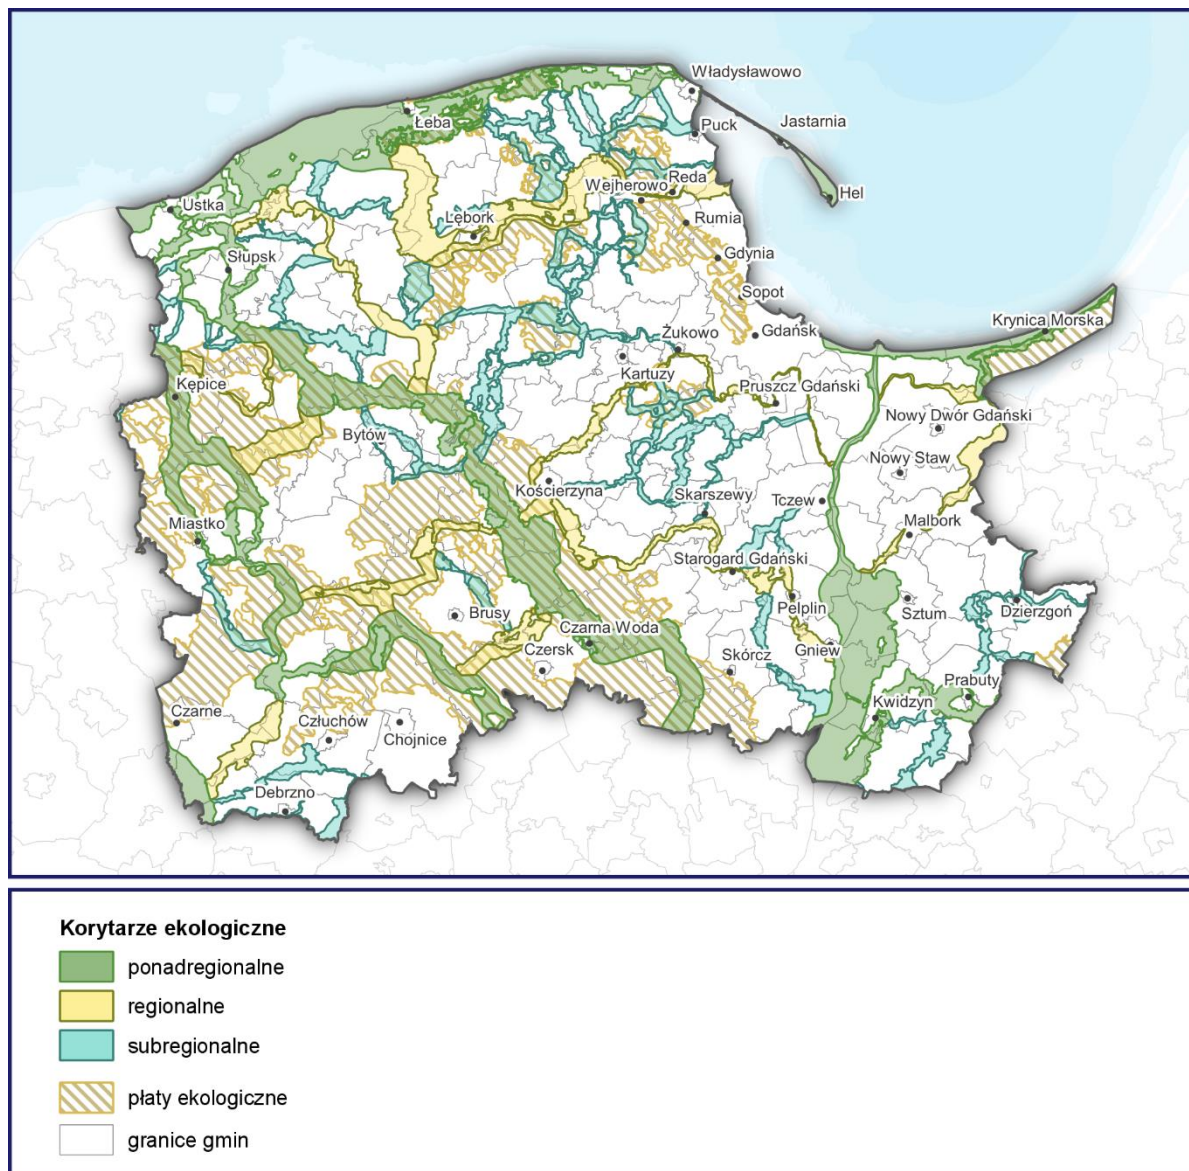 Władysławowo
Łeba
Puck
Jastarnia
Hel
Wejherowo
Reda
Ustka
Rumia
Lębork
Gdynia
Słupsk
Sopot
Krynica Morska
Żukowo
Gdańsk
Kartuzy
Kępice
Pruszcz Gdański
Nowy Dwór Gdański
Bytów
Nowy Staw
Kościerzyna
Skarszewy
Tczew
Miastko
Malbork
Starogard Gdański
Brusy
Pelplin
Sztum
Dzierzgoń
Czarna Woda
Czersk
Skórcz
Gniew
Prabuty
Czarne
Człuchów
Chojnice
Kwidzyn
Debrzno
Korytarze ekologiczne
ponadregionalne
regionalne
subregionalne
płaty ekologiczne
granice gmin